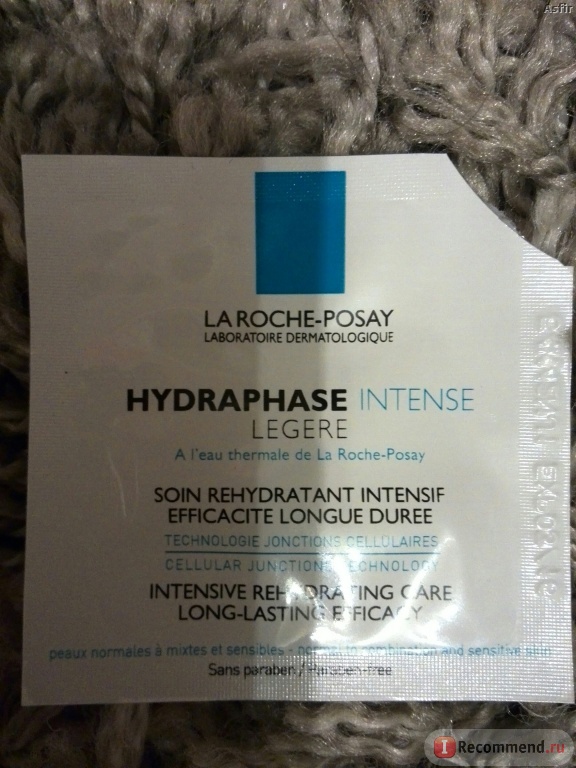 Asfir
LA ROCHE-POSAY
LABORATOIRE DERMATOLOGIQUE
HYDRAPHASE INTENSE
LEGERE
A l'eau thermale de La Roche-Posay
SOIN REHYDRATANT INTENSIF
EFFICACITE LONGUE DUREE
TECHNOLOGIE JONCTIONS CELLULAIRES
CELLULAR JUNCTIONS TECHNOLOGY
INTENSIVE REHYDRATING CARE
LONG-LASTING EFFICACY
peaux normales à mixtes et sensibles - normal to combination and sensitive skin
Sans paraben / Paraben-free
IRecommend.ru